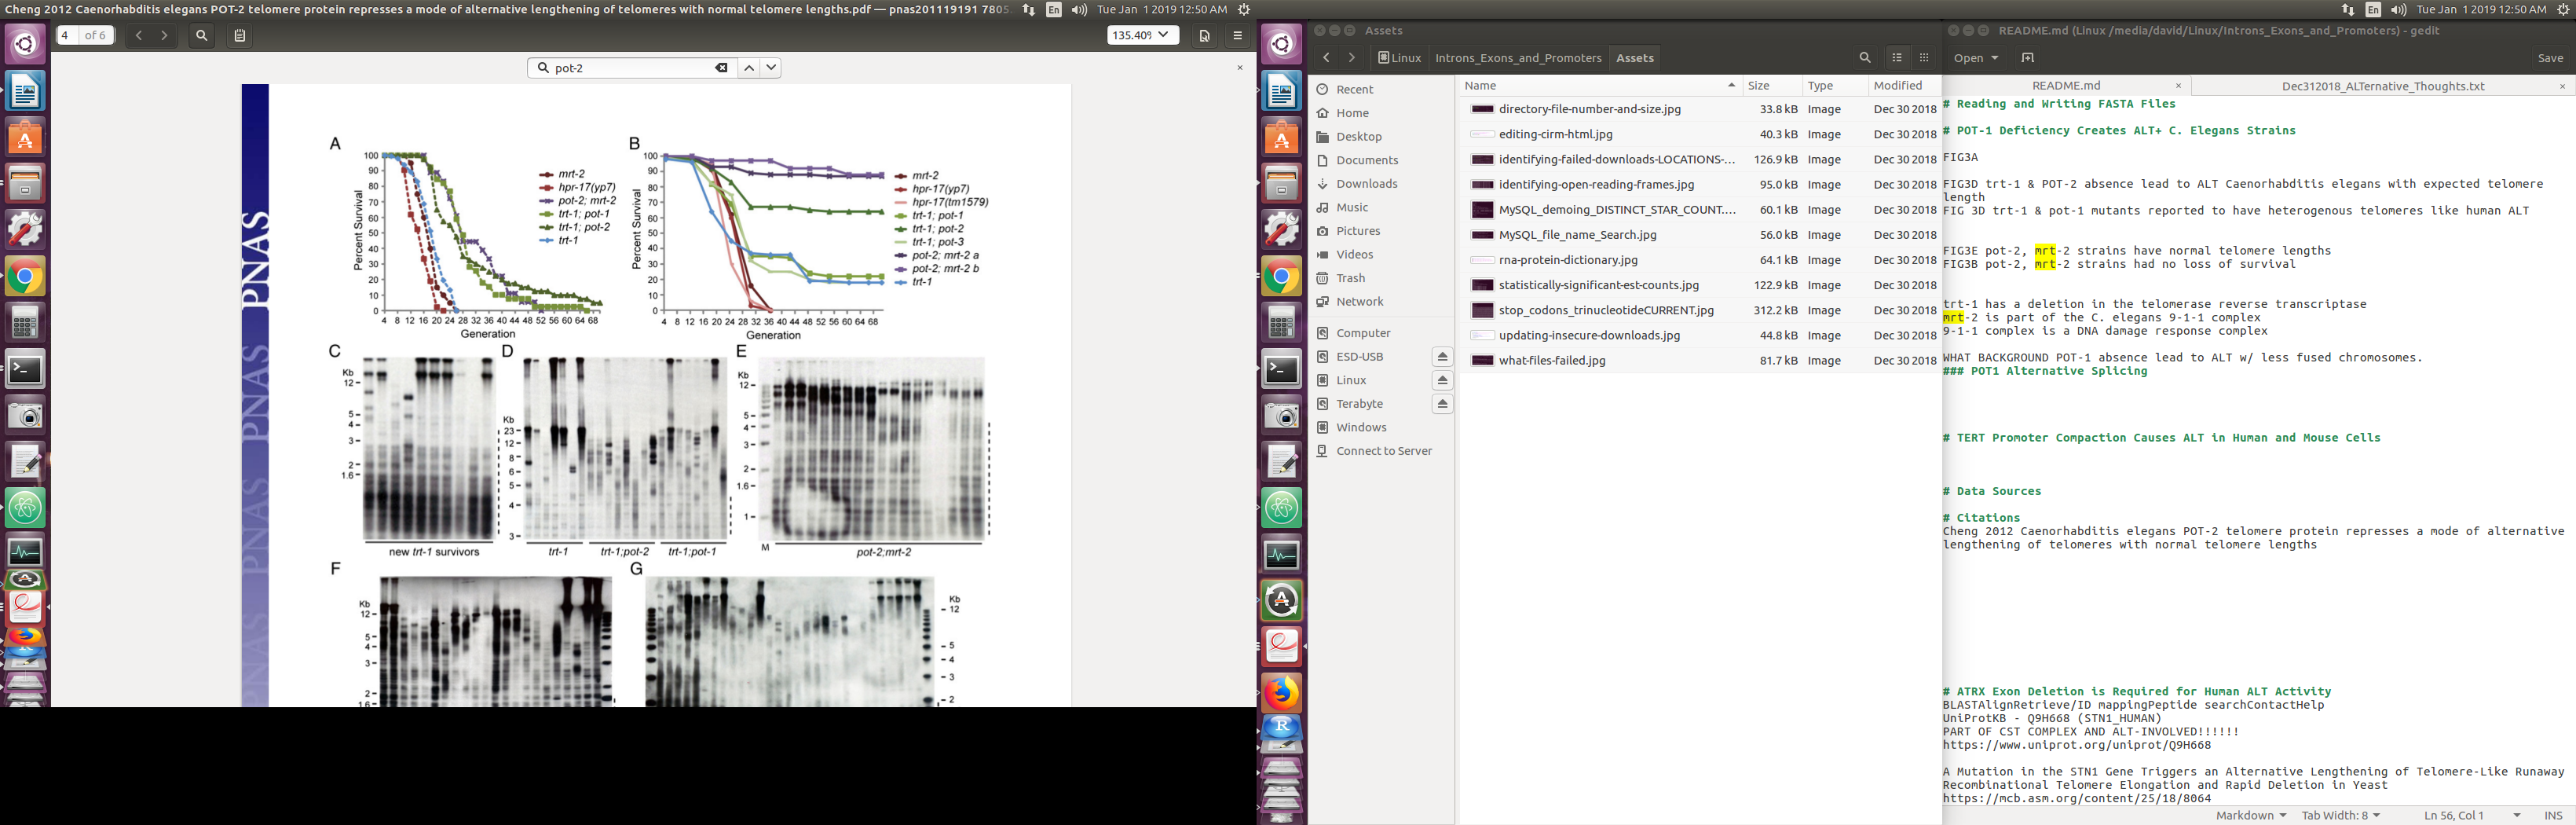 Cheng 2012 Caenorhabditis elegans POT-2 telomere protein represses a mode of alternative lengthening of telomeres with normal telomere lengths.pdf — pnas201119191 7805
En
Tue Jan 1 2019 12:50 AM
4 of 6
135.40%
pot-2
PNAS
PNAS
PNAS
PNAS
A
Percent Survival
100
90
80
70
60
50
40
30
20
10
0
4 8 12 16 20 24 28 32 36 40 44 48 52 56 60 64 68
Generation
mrt-2
hpr-17(yp7)
pot-2; mrt-2
trt-1; pot-1
trt-1; pot-2
trt-1
B
Percent Survival
100
90
80
70
60
50
40
30
20
10
0
4 8 12 16 20 24 28 32 36 40 44 48 52 56 60 64 68
Generation
mrt-2
hpr-17(yp7)
hpr-17(tm1579)
trt-1; pot-1
trt-1; pot-2
trt-1; pot-3
pot-2; mrt-2 a
pot-2; mrt-2 b
trt-1
C
Kb
12
5
4
3
2
1.6
new trt-1 survivors
D
Kb
23
12
8
6
5
4
3
trt-1 trt-1;pot-2 trt-1;pot-1
E
Kb
12
5
4
3
2
1.6
1
M
pot-2;mrt-2
F
Kb
12
5
4
3
2
1.6
G
Kb
12
5
4
3
2
En
Tue Jan 1 2019 12:50 AM
Assets
Linux Introns_Exons_and_Promoters Assets
Recent
Home
Desktop
Documents
Downloads
Music
Pictures
Videos
Trash
Network
Computer
ESD-USB
Linux
Terabyte
Windows
Connect to Server
Name Size Type Modified
directory-file-number-and-size.jpg 33.8 kB Image Dec 30 2018
editing-cirm-html.jpg 40.3 kB Image Dec 30 2018
identifying-failed-downloads-LOCATIONS-… 126.9 kB Image Dec 30 2018
identifying-open-reading-frames.jpg 95.0 kB Image Dec 30 2018
MySQL_demoing_DISTINCT_STAR_COUNT.… 60.1 kB Image Dec 30 2018
MySQL_file_name_Search.jpg 56.0 kB Image Dec 30 2018
rna-protein-dictionary.jpg 64.1 kB Image Dec 30 2018
statistically-significant-est-counts.jpg 122.9 kB Image Dec 30 2018
stop_codons_trinucleotideCURRENT.jpg 312.2 kB Image Dec 30 2018
updating-insecure-downloads.jpg 44.8 kB Image Dec 30 2018
what-files-failed.jpg 81.7 kB Image Dec 30 2018
README.md (Linux /media/david/Linux/Introns_Exons_and_Promoters) - gedit
Open
Save
README.md
Dec312018_ALTernative_Thoughts.txt
# Reading and Writing FASTA Files
# POT-1 Deficiency Creates ALT+ C. Elegans Strains
FIG3A
FIG3D trt-1 & POT-2 absence lead to ALT Caenorhabditis elegans with expected telomere
length
FIG 3D trt-1 & pot-1 mutants reported to have heterogenous telomeres like human ALT
FIG3E pot-2, mrt-2 strains have normal telomere lengths
FIG3B pot-2, mrt-2 strains had no loss of survival
trt-1 has a deletion in the telomerase reverse transcriptase
mrt-2 is part of the C. elegans 9-1-1 complex
9-1-1 complex is a DNA damage response complex
WHAT BACKGROUND POT-1 absence lead to ALT w/ less fused chromosomes.
### POT1 Alternative Splicing
# TERT Promoter Compaction Causes ALT in Human and Mouse Cells
# Data Sources
# Citations
Cheng 2012 Caenorhabditis elegans POT-2 telomere protein represses a mode of alternative
lengthening of telomeres with normal telomere lengths
# ATRX Exon Deletion is Required for Human ALT Activity
BLASTAlignRetrieve/ID mappingPeptide searchContactHelp
UniProtKB - Q9H668 (STN1_HUMAN)
PART OF CST COMPLEX AND ALT-INVOLVED!!!!!!
https://www.uniprot.org/uniprot/Q9H668
A Mutation in the STN1 Gene Triggers an Alternative Lengthening of Telomere-Like Runaway
Recombinational Telomere Elongation and Rapid Deletion in Yeast
https://mcb.asm.org/content/25/18/8064
Markdown Tab Width: 8 Ln 56, Col 1 INS